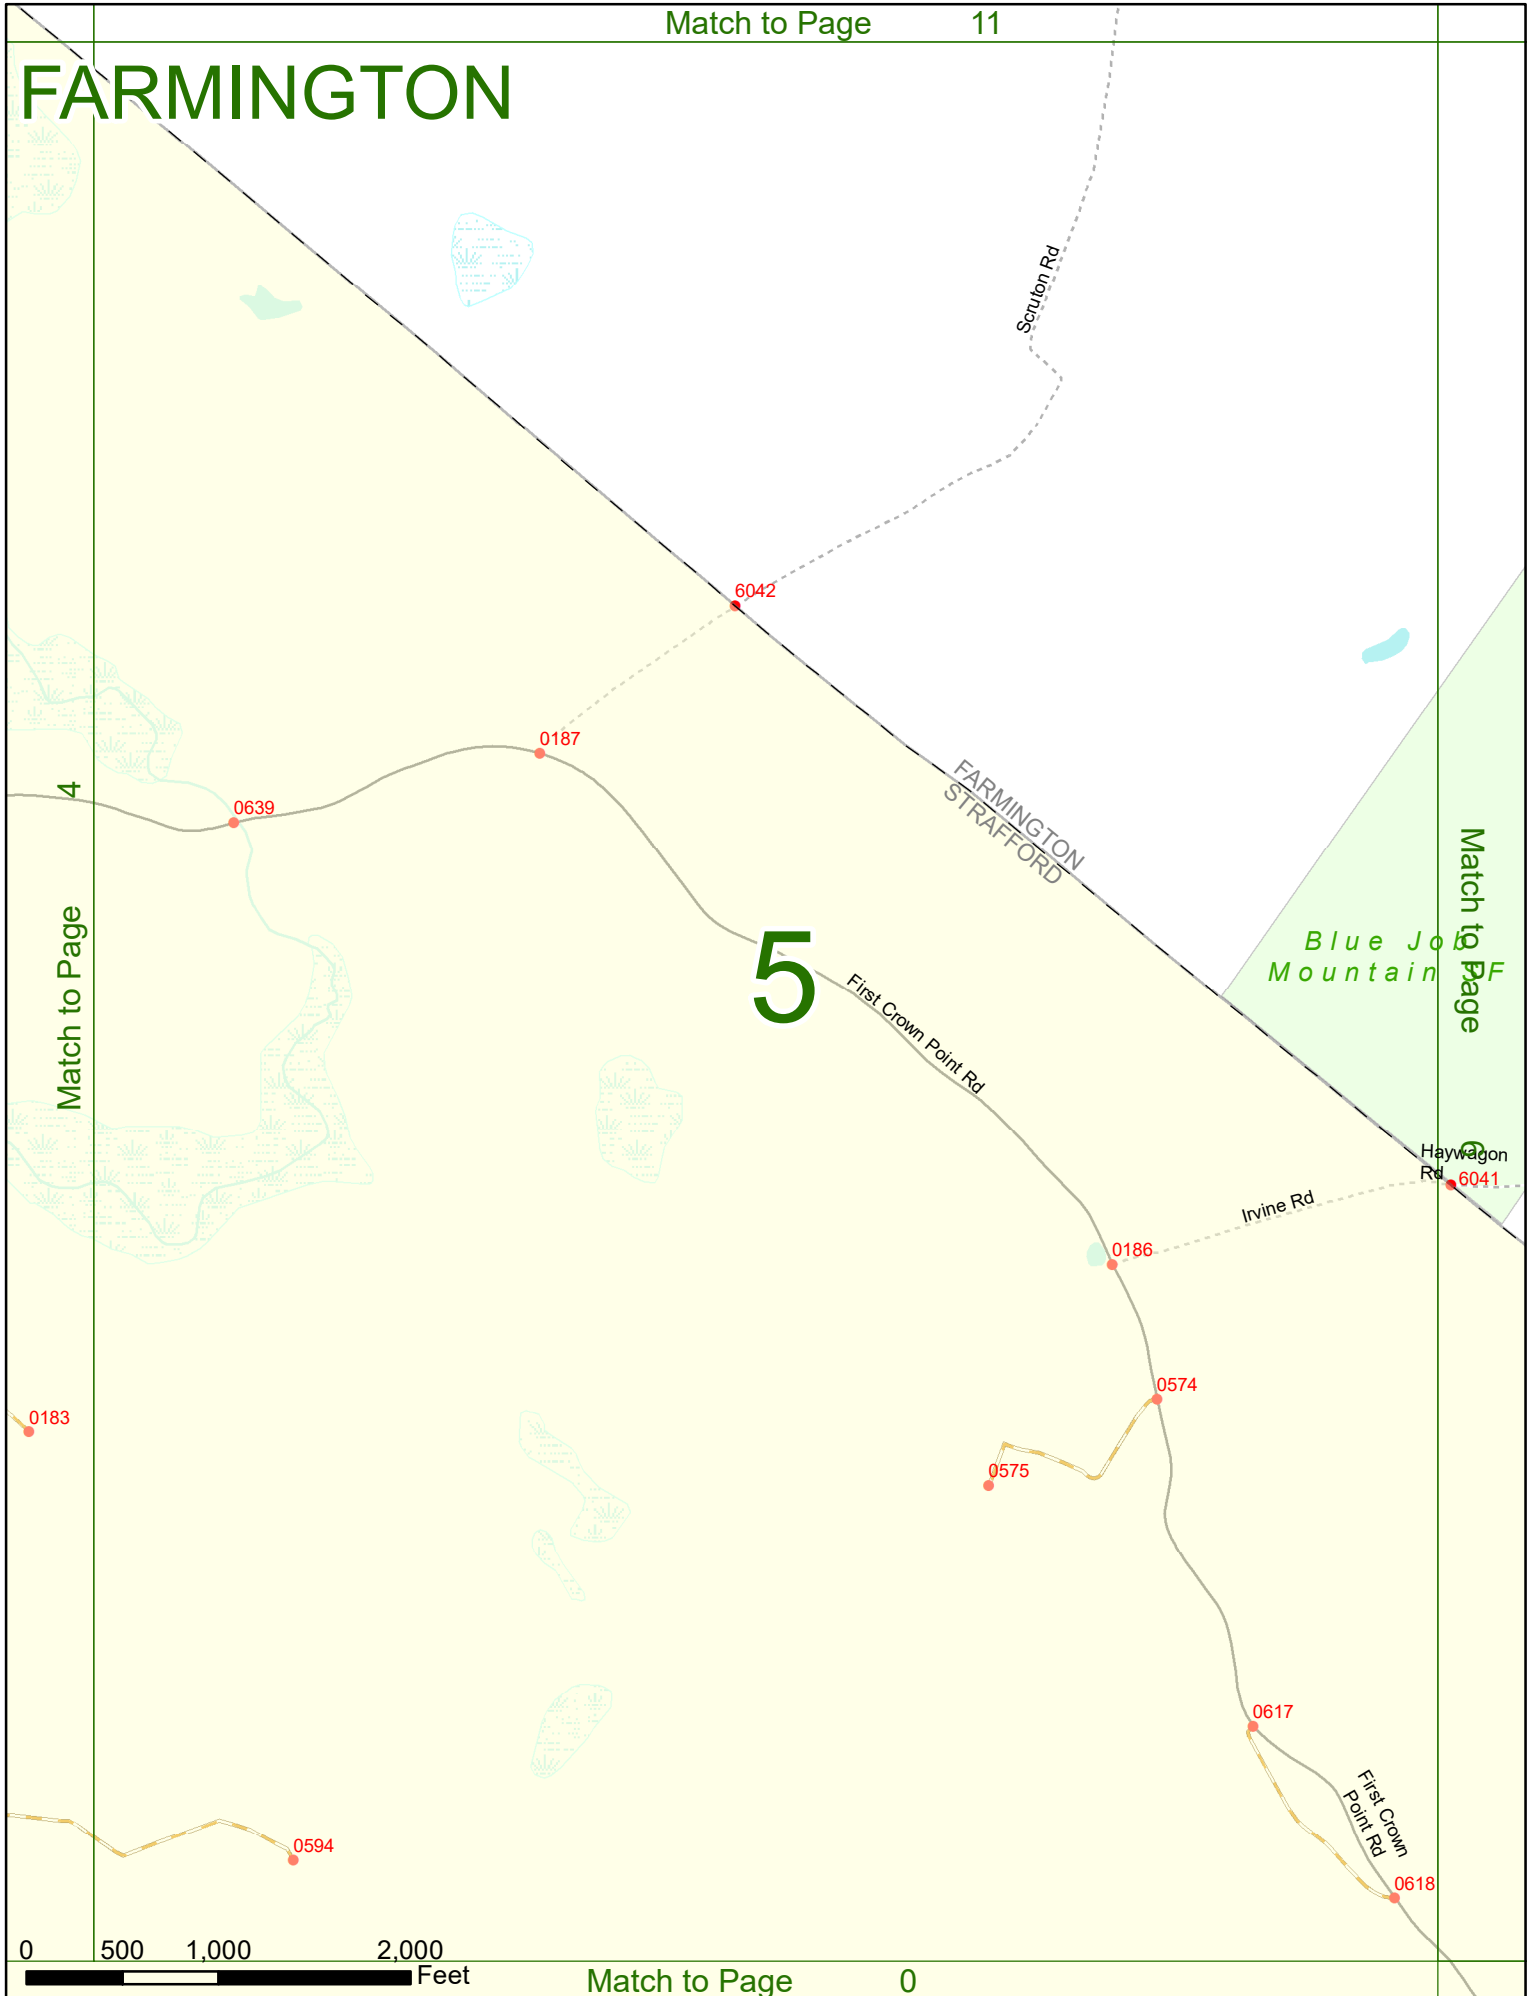 Match to Page 11
FARMINGTON
Scruton Rd
6042
0187
4
0639
FARMINGTON
STRAFFORD
Match to Page
Match to Page
5
Blue Job
Mountain SF
First Crown Point Rd
6
Haywagon
Rd
6041
Irvine Rd
0186
0574
0183
0575
0617
First Crown
Point Rd
0594
0618
0 500 1,000 2,000
Feet
Match to Page 0